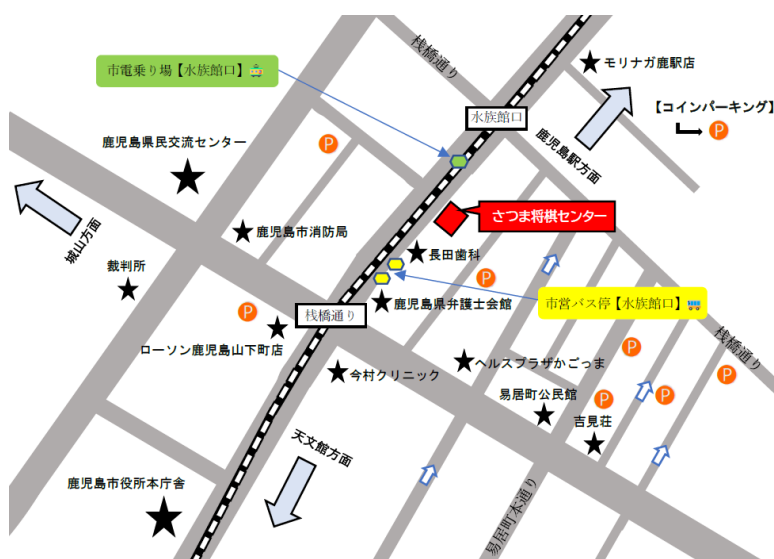 桟橋通り
モリナガ鹿駅店
市電乗り場【水族館口】🚋
【コインパーキング】
P
水族館口
鹿児島駅方面
鹿児島県民交流センター
P
さつま将棋センター
城山方面
鹿児島市消防局
長田歯科
裁判所
P
市営バス停【水族館口】🚌
鹿児島県弁護士会館
P
桟橋通り
桟橋通り
ローソン鹿児島山下町店
P
ヘルスプラザかごっま
今村クリニック
P
易居町公民館
P
P
吉見荘
天文館方面
鹿児島市役所本庁舎
易居町本通り